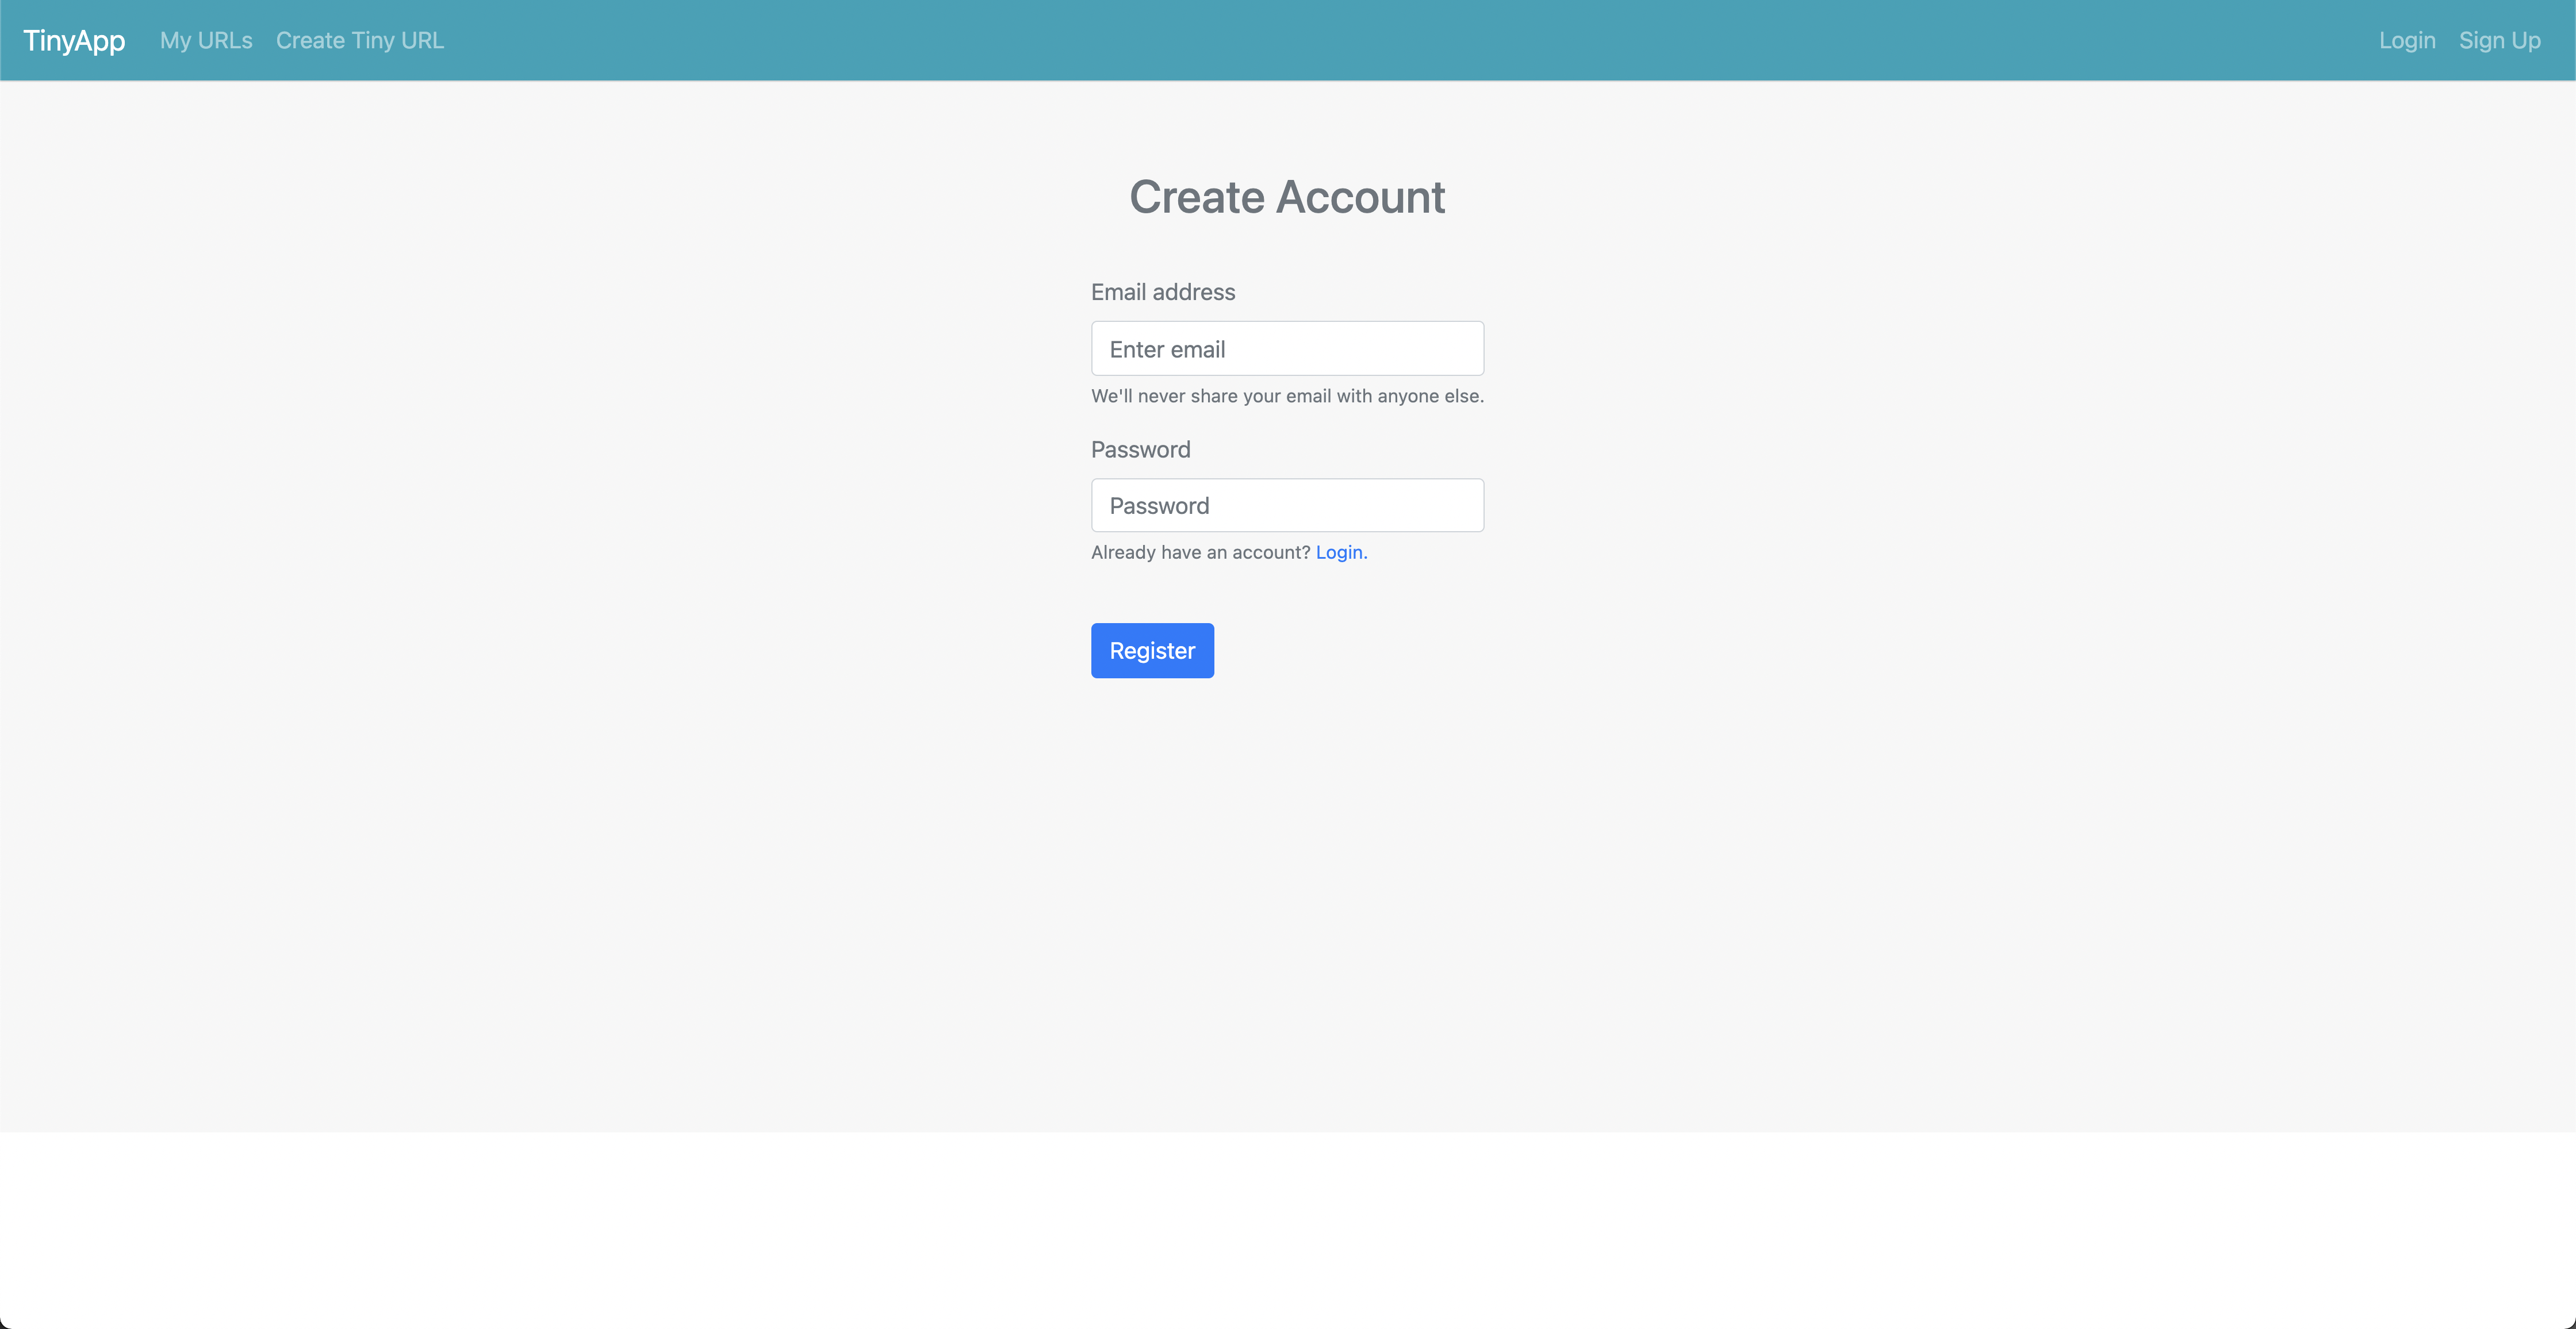 TinyApp My URLs Create Tiny URL Login Sign Up
Create Account
Email address
Enter email
We'll never share your email with anyone else.
Password
Password
Already have an account? Login.
Register